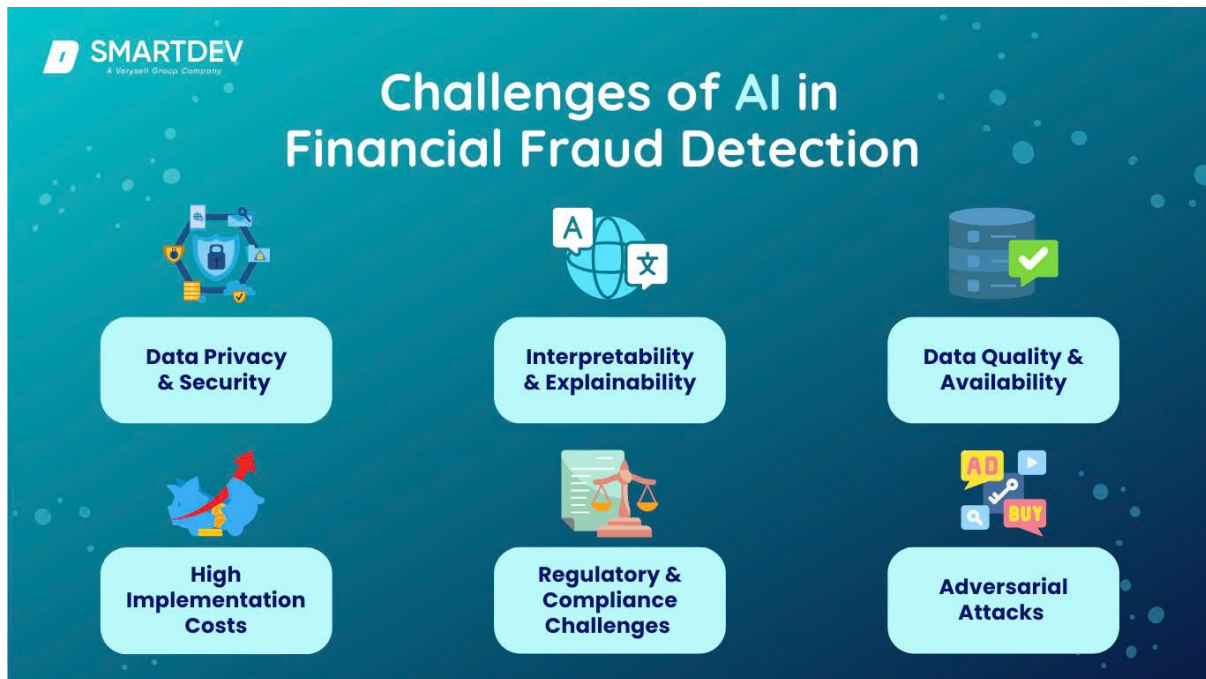 SMARTDEV
A Verysell Group Company
Challenges of AI in
Financial Fraud Detection
A
文
Data Privacy
& Security
Interpretability
& Explainability
Data Quality &
Availability
AD
BUY
High
Implementation
Costs
Regulatory &
Compliance
Challenges
Adversarial
Attacks